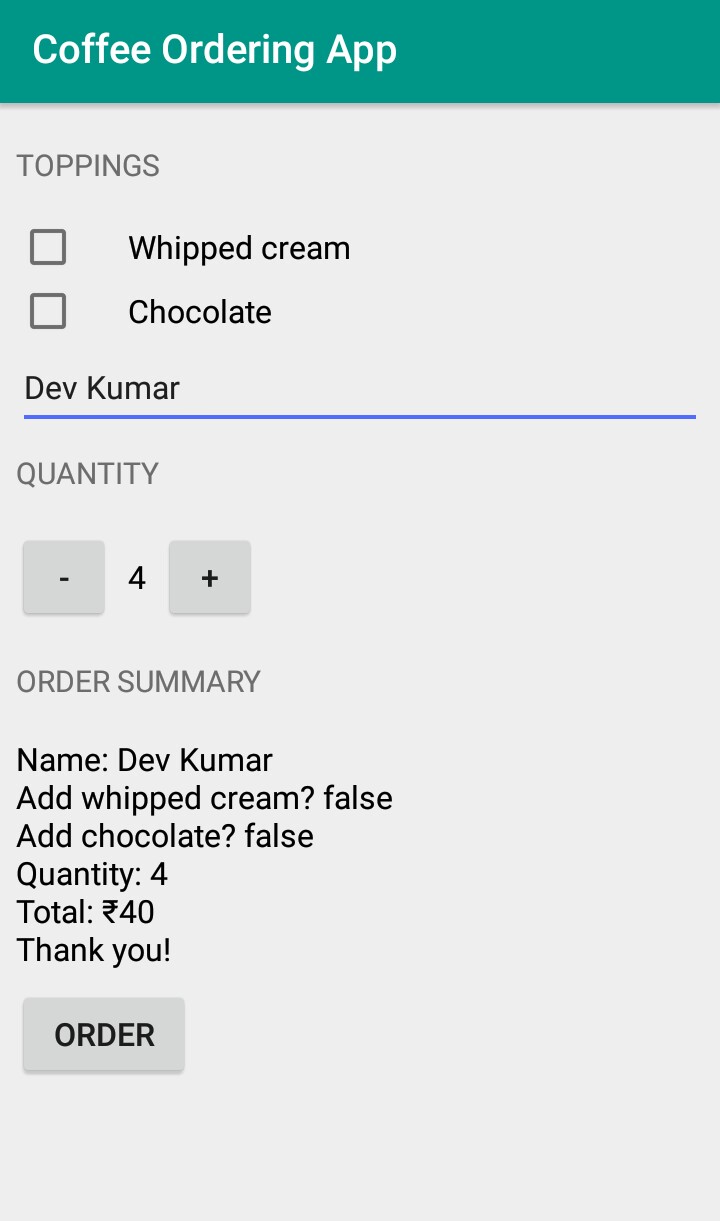 Coffee Ordering App
TOPPINGS
Whipped cream
Chocolate
Dev Kumar
QUANTITY
- 4 +
ORDER SUMMARY
Name: Dev Kumar
Add whipped cream? false
Add chocolate? false
Quantity: 4
Total: ₹40
Thank you!
ORDER